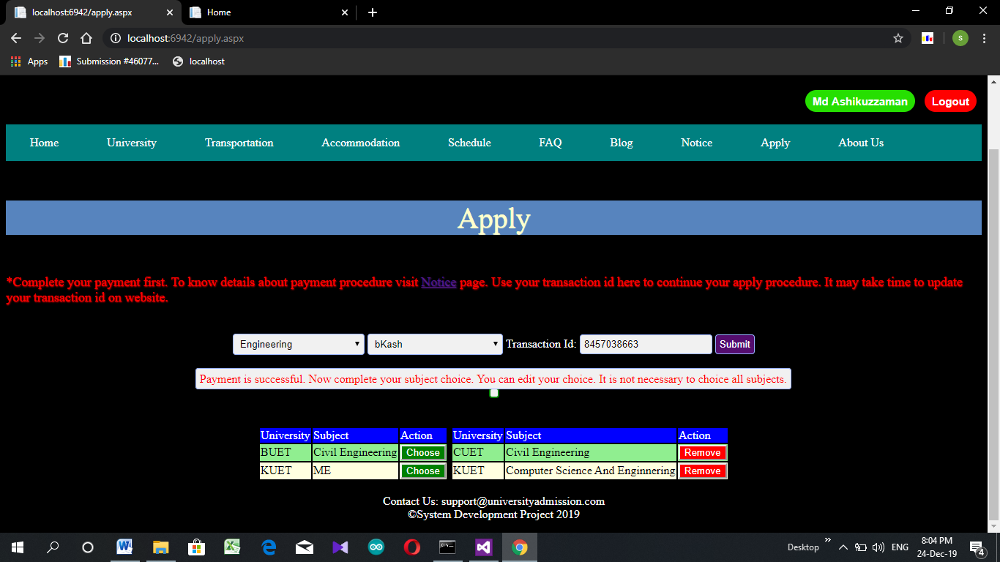 localhost:6942/apply.aspx
Home
localhost:6942/apply.aspx
S
Apps
Submission #46077...
localhost
Md Ashikuzzaman
Logout
Home University Transportation Accommodation Schedule FAQ Blog Notice Apply About Us
Apply
*Complete your payment first. To know details about payment procedure visit Notice page. Use your transaction id here to continue your apply procedure. It may take time to update
your transaction id on website.
Engineering bKash Transaction Id: 8457038663 Submit
Payment is successful. Now complete your subject choice. You can edit your choice. It is not necessary to choice all subjects.
University Subject Action University Subject Action
BUET Civil Engineering Choose CUET Civil Engineering Remove
KUET ME Choose KUET Computer Science And Enginnering Remove
Contact Us: support@universityadmission.com
©System Development Project 2019
Desktop
ENG
8:04 PM
24-Dec-19
4